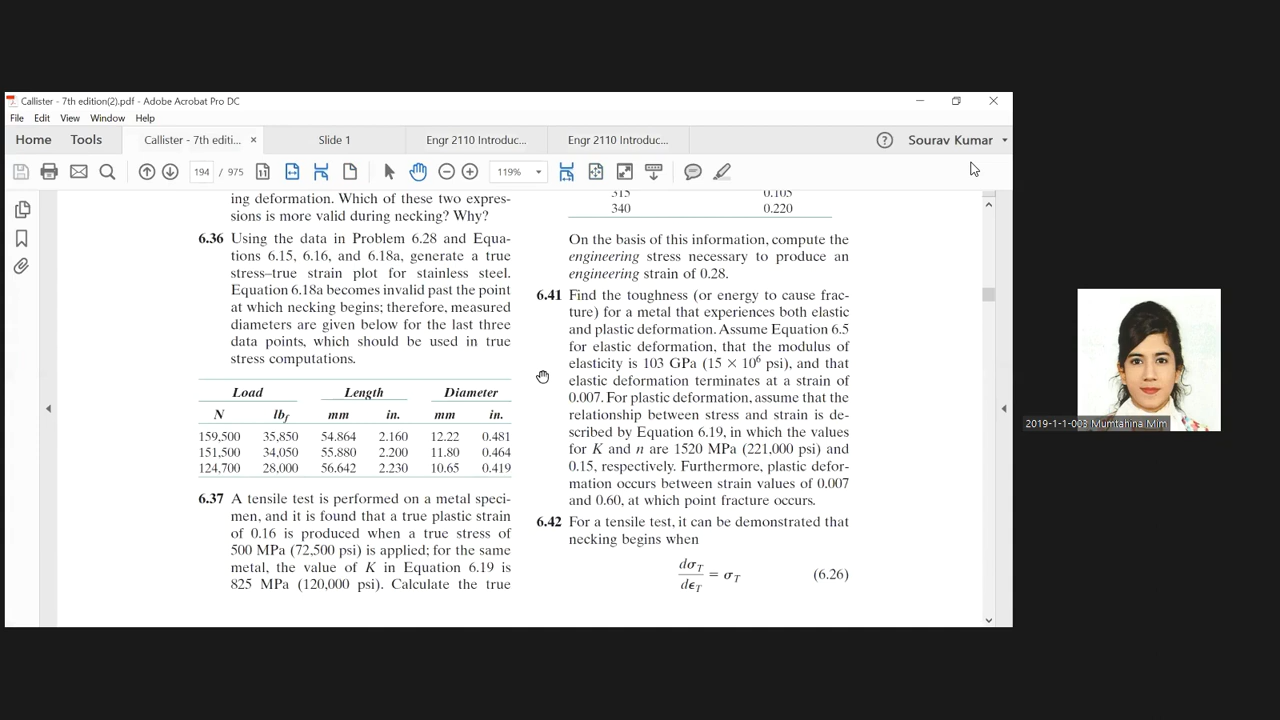 Callister - 7th edition(2).pdf - Adobe Acrobat Pro DC
File Edit View Window Help
Home Tools Callister - 7th editi... × Slide 1 Engr 2110 Introduc... Engr 2110 Introduc... Sourav Kumar
194 / 975 119%
ing deformation. Which of these two expres-
sions is more valid during necking? Why?
6.36 Using the data in Problem 6.28 and Equa-
tions 6.15, 6.16, and 6.18a, generate a true
stress–true strain plot for stainless steel.
Equation 6.18a becomes invalid past the point
at which necking begins; therefore, measured
diameters are given below for the last three
data points, which should be used in true
stress computations.
Load Length Diameter
N lbf mm in. mm in.
159,500 35,850 54.864 2.160 12.22 0.481
151,500 34,050 55.880 2.200 11.80 0.464
124,700 28,000 56.642 2.230 10.65 0.419
6.37 A tensile test is performed on a metal speci-
men, and it is found that a true plastic strain
of 0.16 is produced when a true stress of
500 MPa (72,500 psi) is applied; for the same
metal, the value of K in Equation 6.19 is
825 MPa (120,000 psi). Calculate the true
315 0.105
340 0.220
On the basis of this information, compute the
engineering stress necessary to produce an
engineering strain of 0.28.
6.41 Find the toughness (or energy to cause frac-
ture) for a metal that experiences both elastic
and plastic deformation. Assume Equation 6.5
for elastic deformation, that the modulus of
elasticity is 103 GPa (15 × 10⁶ psi), and that
elastic deformation terminates at a strain of
0.007. For plastic deformation, assume that the
relationship between stress and strain is de-
scribed by Equation 6.19, in which the values
for K and n are 1520 MPa (221,000 psi) and
0.15, respectively. Furthermore, plastic defor-
mation occurs between strain values of 0.007
and 0.60, at which point fracture occurs.
6.42 For a tensile test, it can be demonstrated that
necking begins when
dσT/dϵT = σT (6.26)
2019-1-1-003 Mumtahina Mim